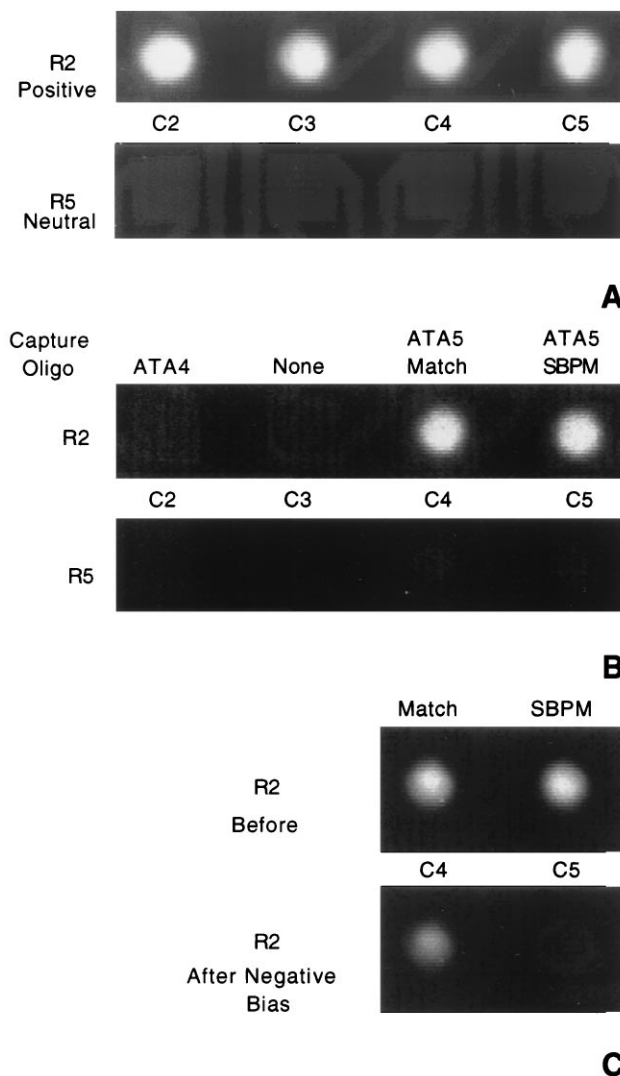 R2
Positive
C2 C3 C4 C5
R5
Neutral
A
Capture
Oligo
ATA4 None ATA5
Match ATA5
SBPM
R2
C2 C3 C4 C5
R5
B
Match SBPM
R2
Before
C4 C5
R2
After Negative
Bias
C